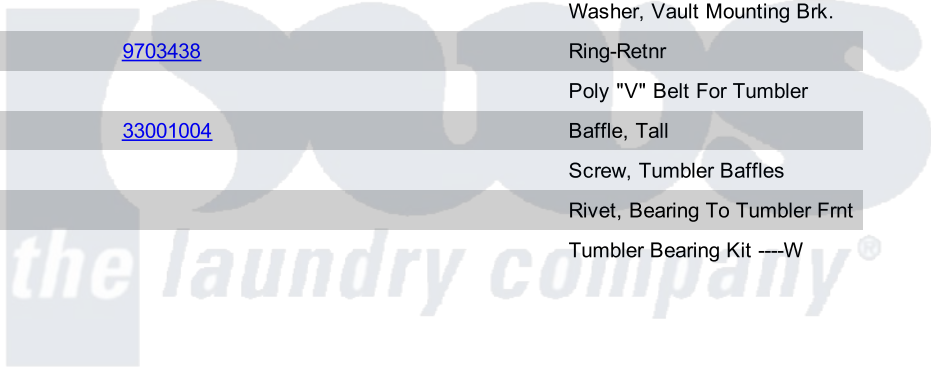 Washer, Vault Mounting Brk.
9703438 Ring-Retnr
Poly "V" Belt For Tumbler
33001004 Baffle, Tall
Screw, Tumbler Baffles
Rivet, Bearing To Tumbler Frnt
Tumbler Bearing Kit ----W
the laundry company®